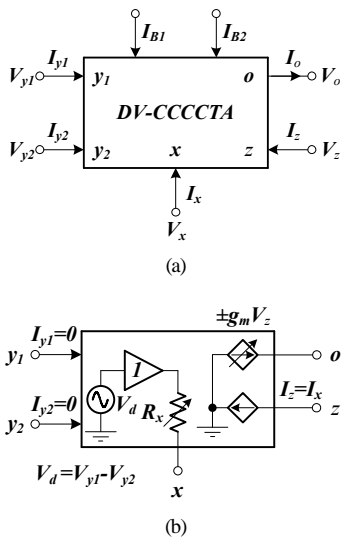 I_B1 I_B2
V_y1 I_y1 y_1 o I_o V_o
DV-CCCCTA
V_y2 I_y2 y_2 x z I_z V_z
I_x
V_x
(a)
±g_mV_z
I_y1=0
y_1 1 o
I_y2=0 V_d R_x I_z=I_x
y_2 z
V_d=V_y1-V_y2 x
(b)